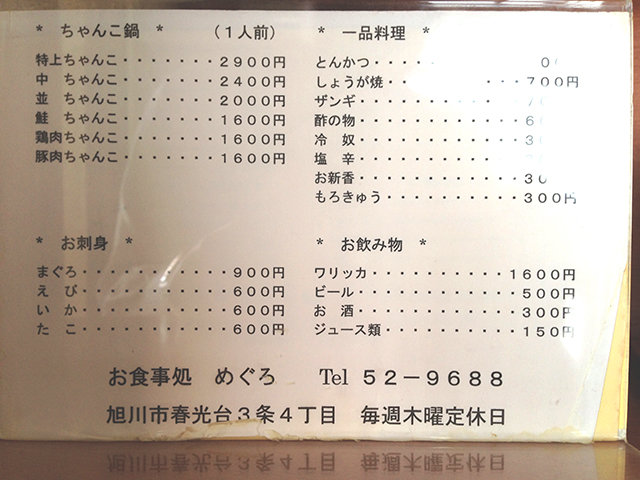 * ちゃんこ鍋 * (1人前)
特上ちゃんこ・・・・・・・2900円
中 ちゃんこ・・・・・・・2400円
並 ちゃんこ・・・・・・・2000円
鮭 ちゃんこ・・・・・・・1600円
鶏肉ちゃんこ・・・・・・・1600円
豚肉ちゃんこ・・・・・・・1600円
* 一品料理 *
とんかつ・・・・・
しょうが焼・・・・・・・・・700円
ザンギ・・・・・・・・・
酢の物・・・・・・・・・
冷 奴・・・・・・・・・
塩 辛・・・・・・・・・
お新香・・・・・・・・・
もろきゅう・・・・・・・・300円
* お刺身 *
まぐろ・・・・・・・・・・900円
え び・・・・・・・・・・600円
い か・・・・・・・・・・600円
た こ・・・・・・・・・・600円
* お飲み物 *
ワリッカ・・・・・・・・・1600円
ビール・・・・・・・・・・500円
お 酒・・・・・・・・・・300円
ジュース類・・・・・・・・150円
お食事処 めぐろ Tel 52-9688
旭川市春光台3条4丁目 毎週木曜定休日